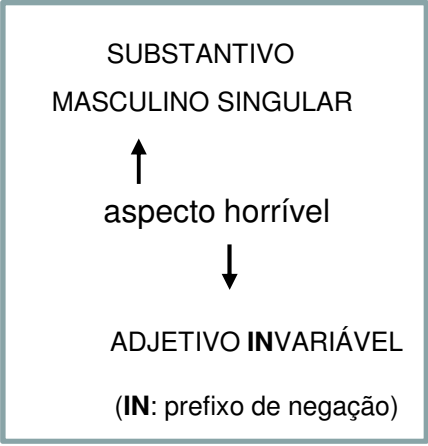 SUBSTANTIVO
MASCULINO SINGULAR
aspecto horrível
ADJETIVO INVARIÁVEL
(IN: prefixo de negação)